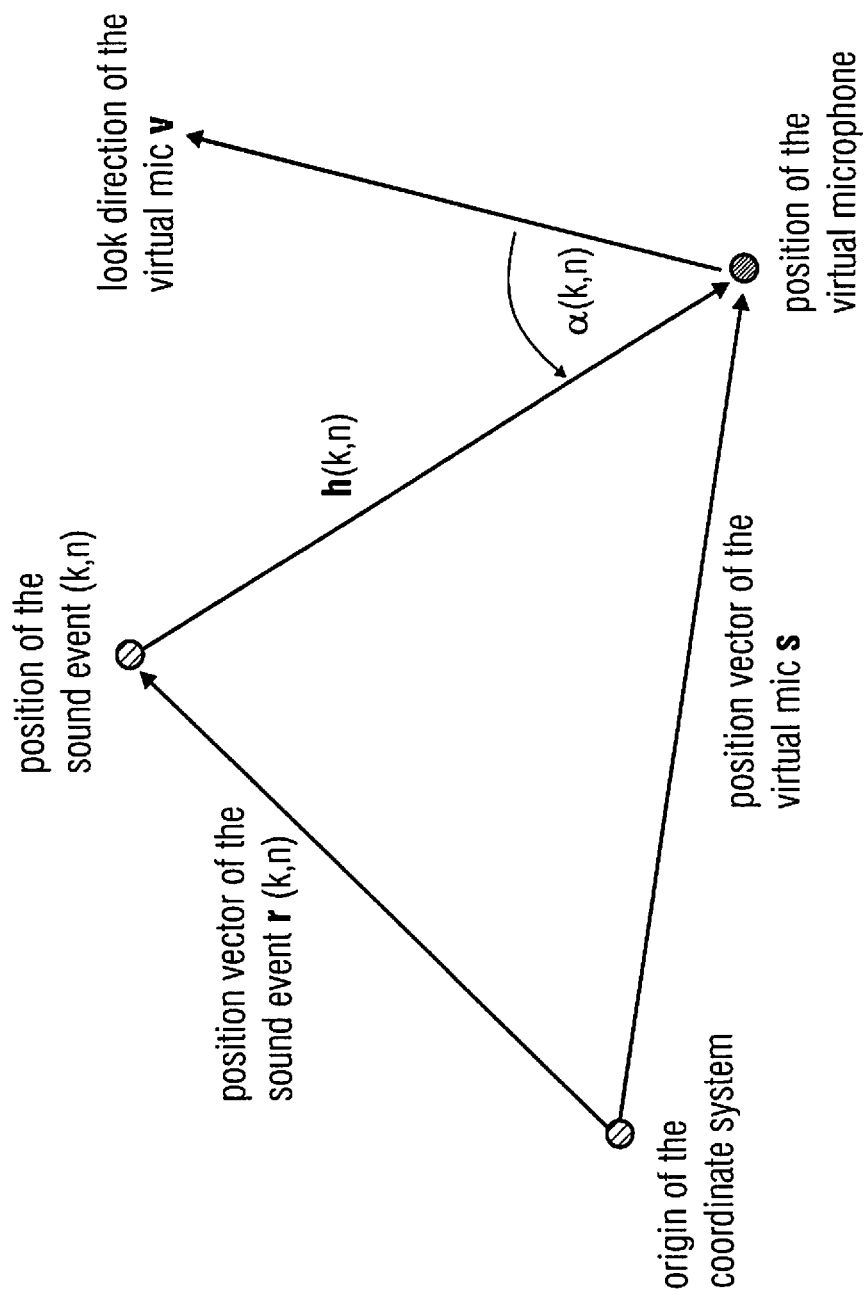 look direction of the
virtual mic v
position of the
sound event (k,n)
h(k,n)
α(k,n)
position vector of the
sound event r (k,n)
position of the
virtual microphone
position vector of the
virtual mic s
origin of the
coordinate system